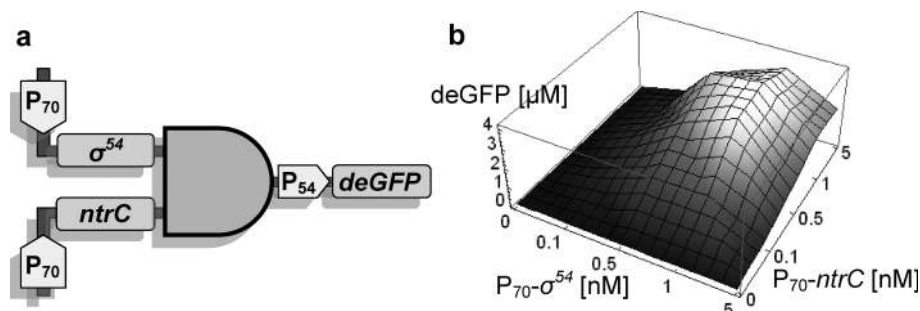 a
P₇₀
σ⁵⁴
ntrC
P₇₀
P₅₄
deGFP
b
deGFP [μM]
4
3
2
1
0
0
0.1
0.5
1
5
P₇₀-σ⁵⁴ [nM]
0
0.1
0.5
1
5
P₇₀-ntrC [nM]